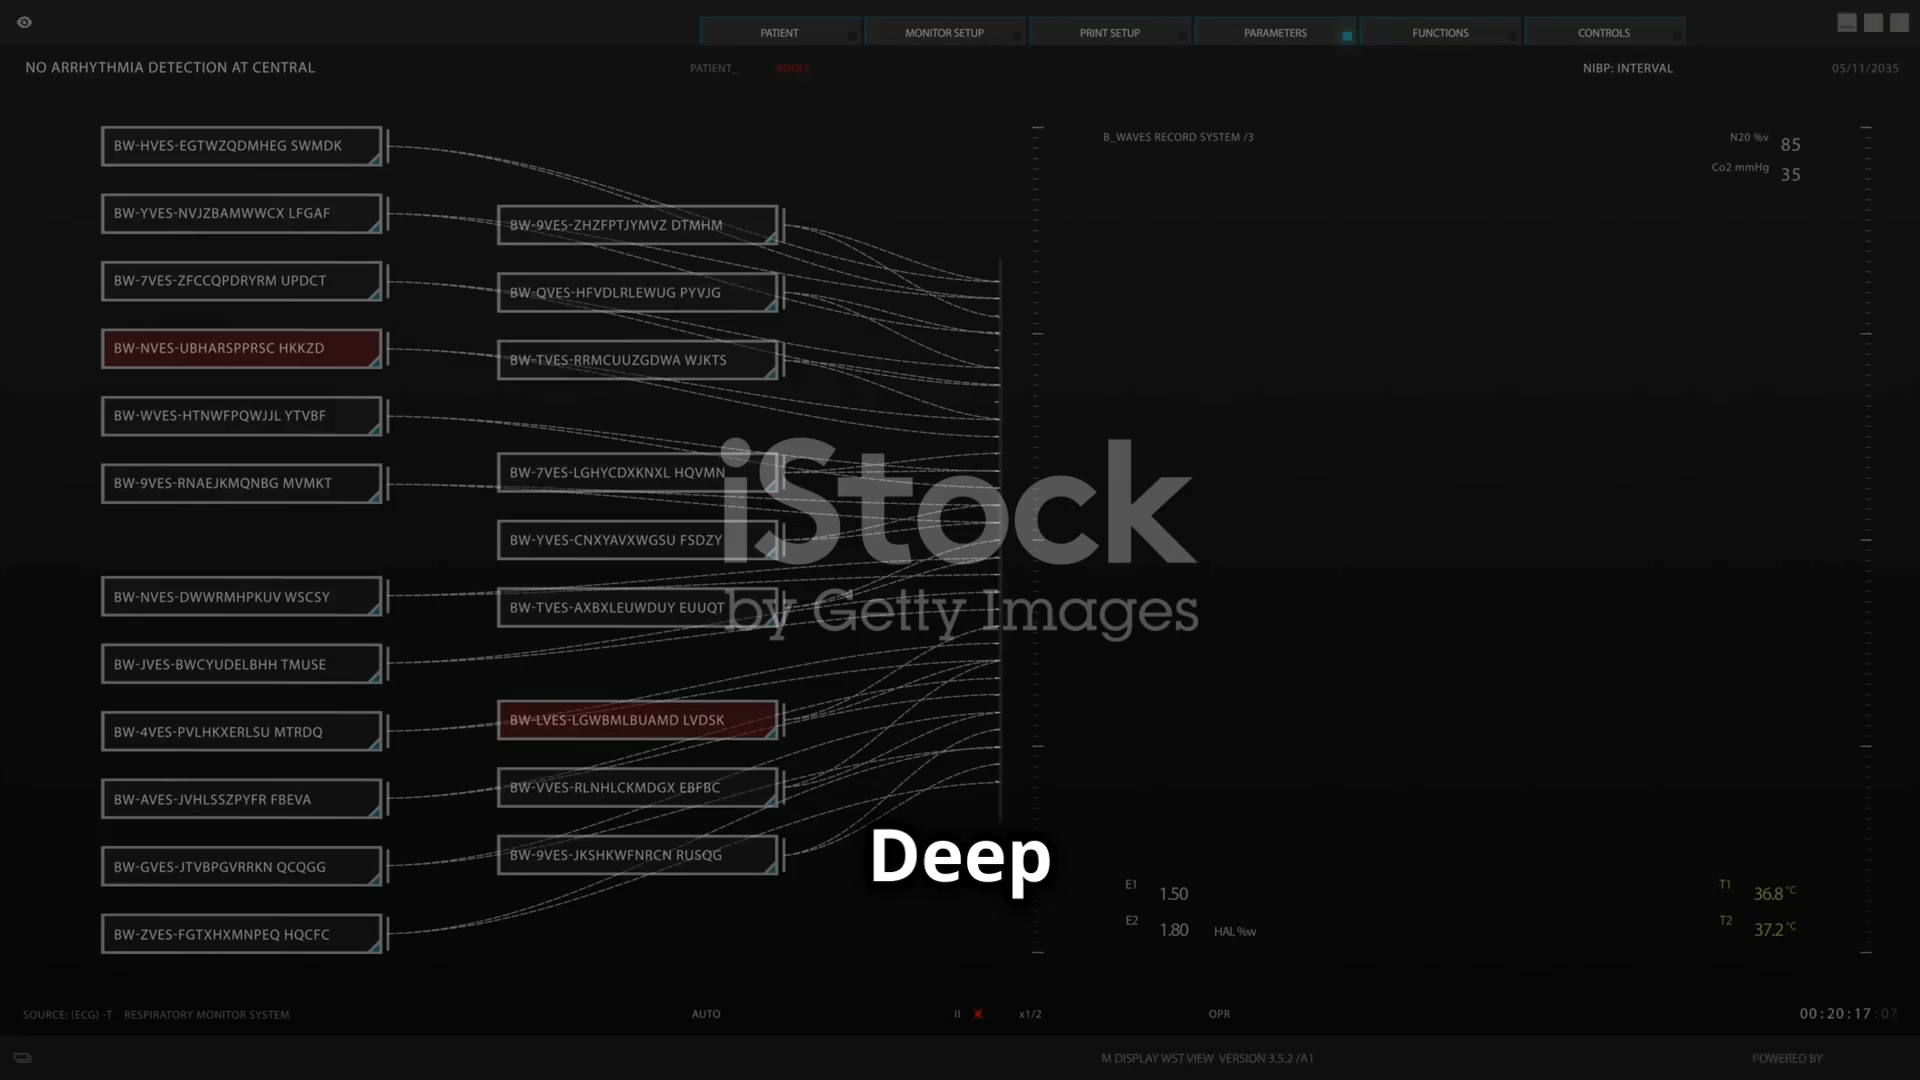 PATIENT
MONITOR SETUP
PRINT SETUP
PARAMETERS
FUNCTIONS
CONTROLS
NO ARRHYTHMIA DETECTION AT CENTRAL
PATIENT_
ADULT
NIBP: INTERVAL
05/11/2035
BW-HVES-EGTWZQDMHEG SWMDK
BW-YVES-NVJZBAMWWCX LFGAF
BW-7VES-ZFCCQPDRYRM UPDCT
BW-NVES-UBHARSPPRSC HKKZD
BW-WVES-HTNWFPQWJJL YTVBF
BW-9VES-RNAEJKMQNBG MVMKT
BW-NVES-DWWRMHPKUV WSCSY
BW-JVES-BWCYUDELBHH TMUSE
BW-4VES-PVLHKXERLSU MTRDQ
BW-AVES-JVHLSSZPYFR FBEVA
BW-GVES-JTVBPGVRRKN QCQGG
BW-ZVES-FGTXHXMNPEQ HQCFC
BW-9VES-ZHZFPTJYMVZ DTMHM
BW-QVES-HFVDLRLEWUG PYVJG
BW-TVES-RRMCUUZGDWA WJKTS
BW-7VES-LGHYCDXKNXL HQVMN
BW-YVES-CNXYAVXWGSU FSDZY
BW-TVES-AXBXLEUWDUY EUUQT
BW-LVES-LGWBMLBUAMD LVDSK
BW-VVES-RLNHLCKMDGX EBFBC
BW-9VES-JKSHKWFNRCN RUSQG
B_WAVES RECORD SYSTEM /3
N20 %v 85
Co2 mmHg 35
iStock
by Getty Images
Deep
E1 1.50
E2 1.80 HAL %w
T1 36.8 °C
T2 37.2 °C
SOURCE: (ECG) -T RESPIRATORY MONITOR SYSTEM
AUTO
x1/2
OPR
00:20:17:07
M DISPLAY WST VIEW VERSION 3.5.2 /A1
POWERED BY